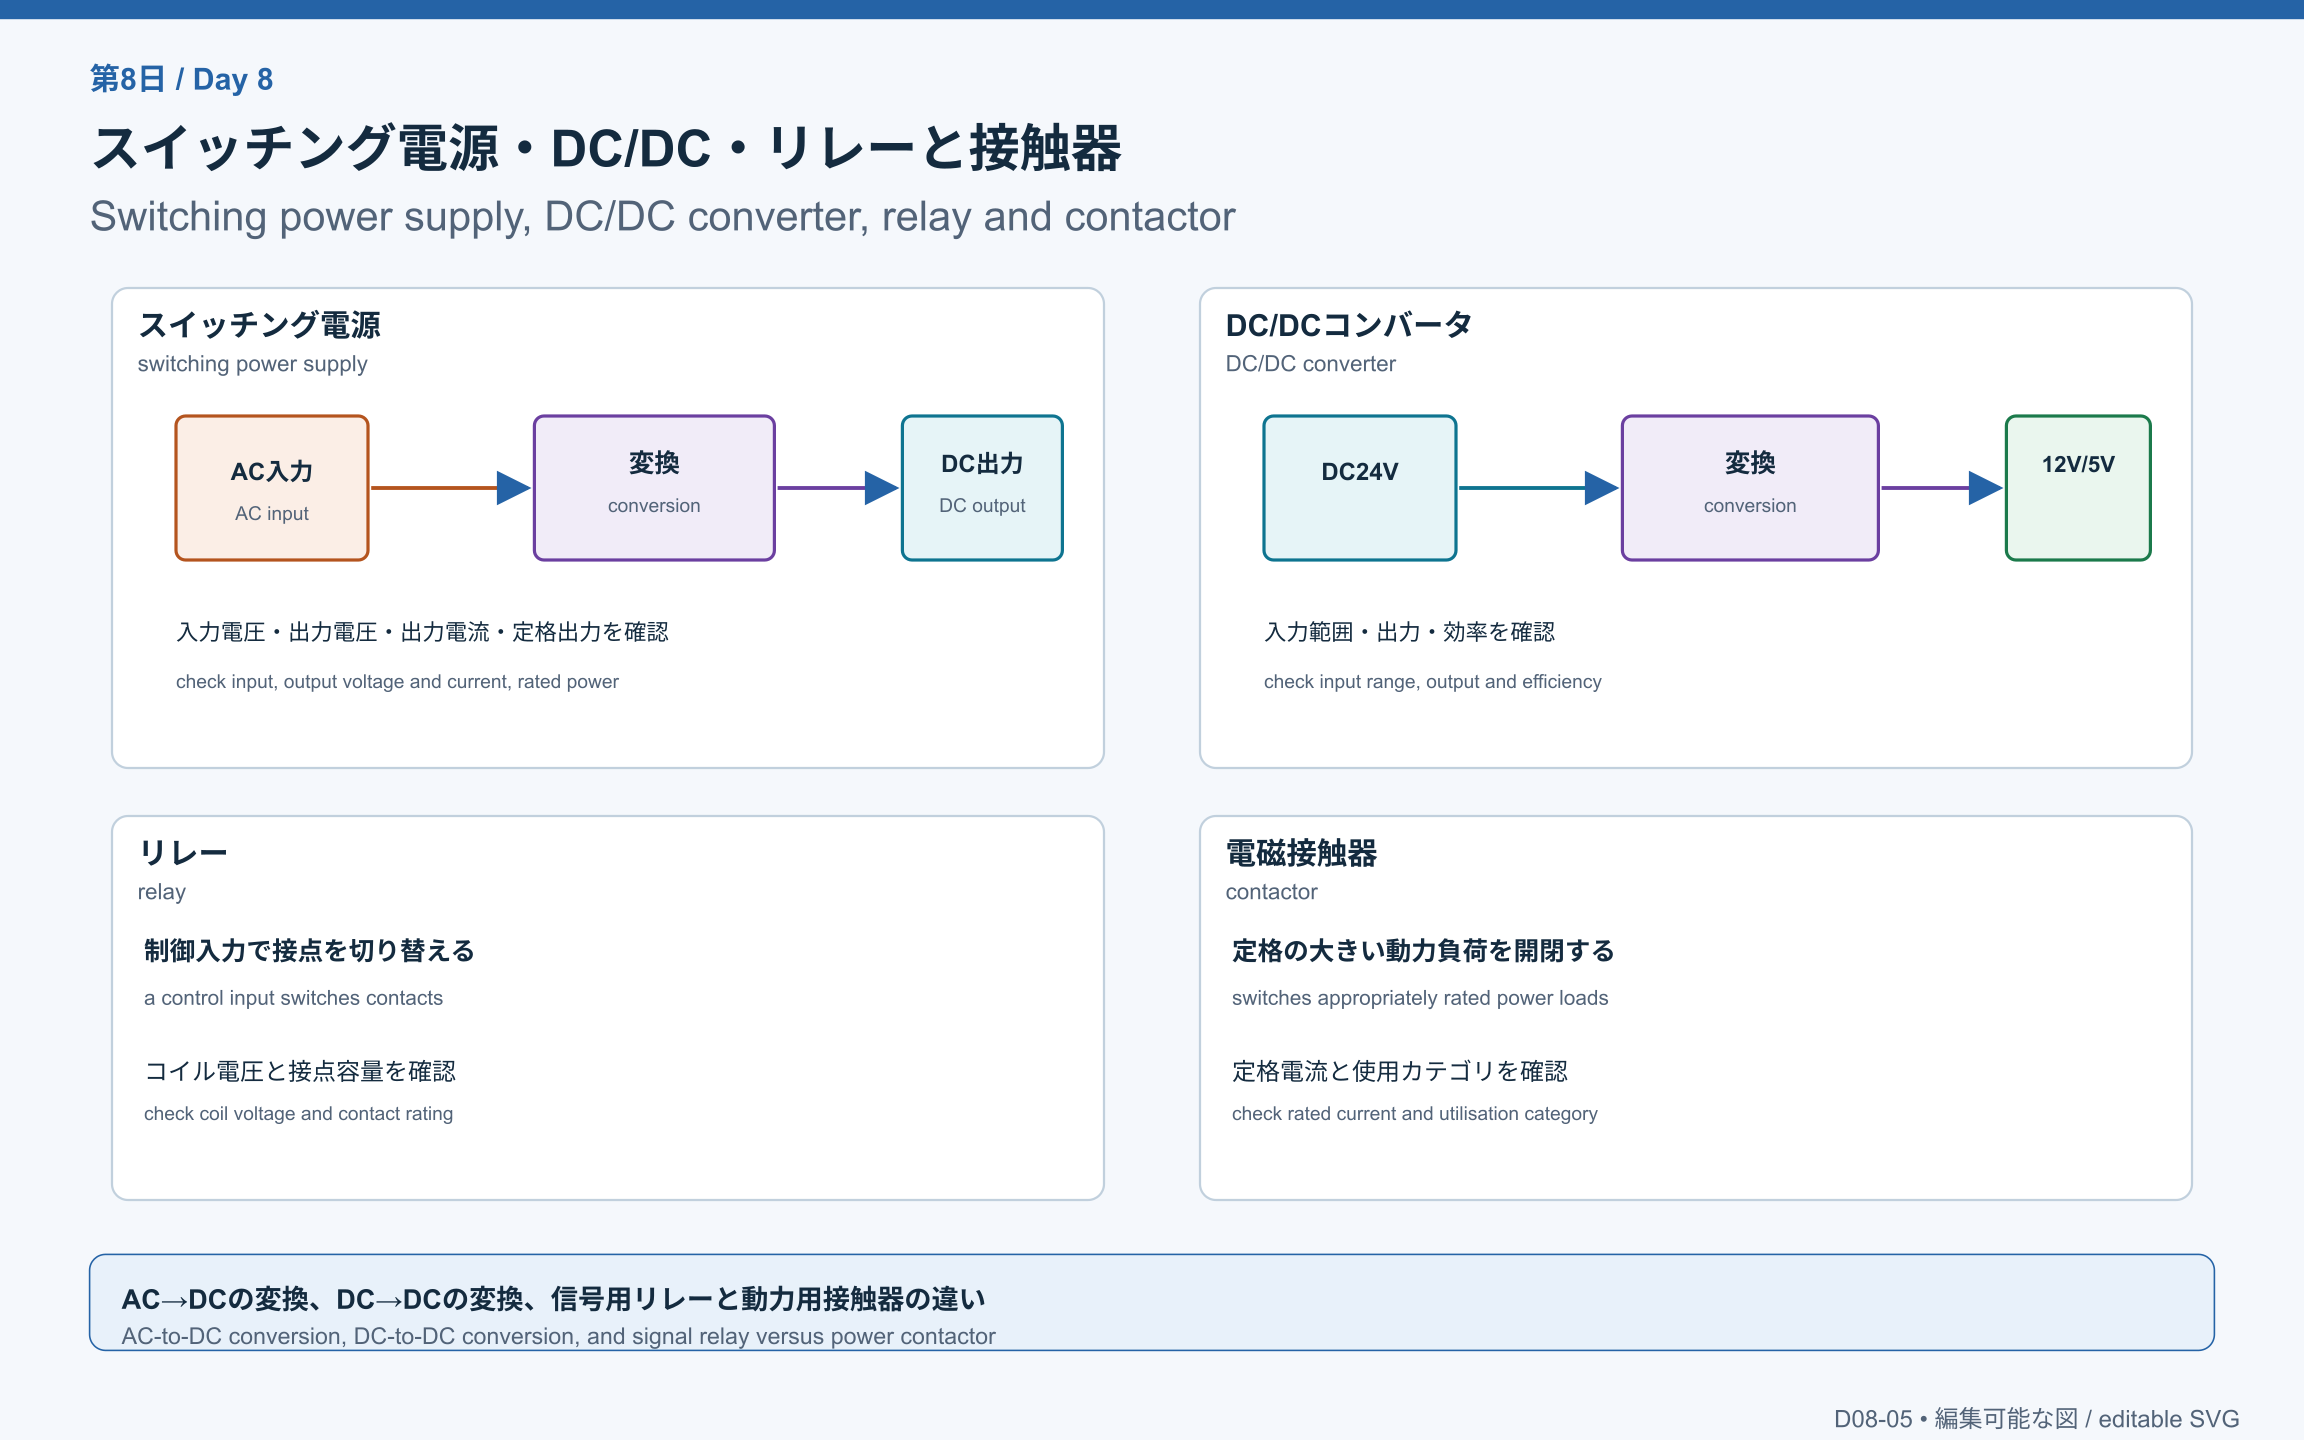 第8日 / Day 8
スイッチング電源・DC/DC・リレーと接触器
Switching power supply, DC/DC converter, relay and contactor
スイッチング電源
switching power supply
AC入力
AC input
変換
conversion
DC出力
DC output
入力電圧・出力電圧・出力電流・定格出力を確認
check input, output voltage and current, rated power
DC/DCコンバータ
DC/DC converter
DC24V
変換
conversion
12V/5V
入力範囲・出力・効率を確認
check input range, output and efficiency
リレー
relay
制御入力で接点を切り替える
a control input switches contacts
コイル電圧と接点容量を確認
check coil voltage and contact rating
電磁接触器
contactor
定格の大きい動力負荷を開閉する
switches appropriately rated power loads
定格電流と使用カテゴリを確認
check rated current and utilisation category
AC→DCの変換、DC→DCの変換、信号用リレーと動力用接触器の違い
AC-to-DC conversion, DC-to-DC conversion, and signal relay versus power contactor
D08-05 • 編集可能な図 / editable SVG